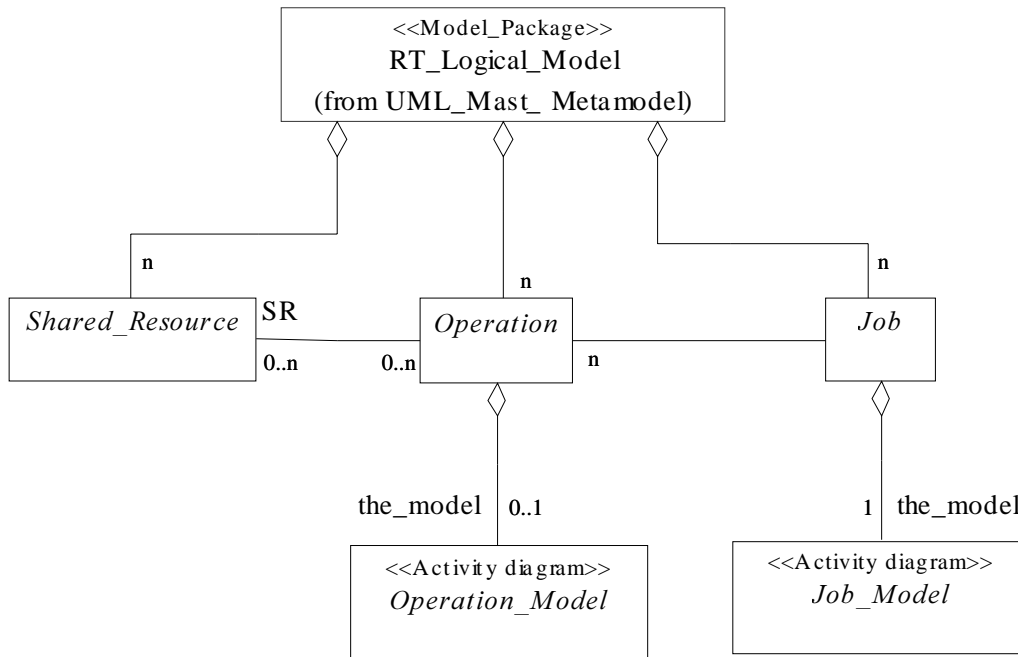 <<Model_Package>>
RT_Logical_Model
(from UML_Mast_ Metamodel)
n
n
n
Shared_Resource
SR
0..n
0..n
Operation
n
Job
the_model
0..1
1
the_model
<<Activity diagram>>
Operation_Model
<<Activity diagram>>
Job_Model